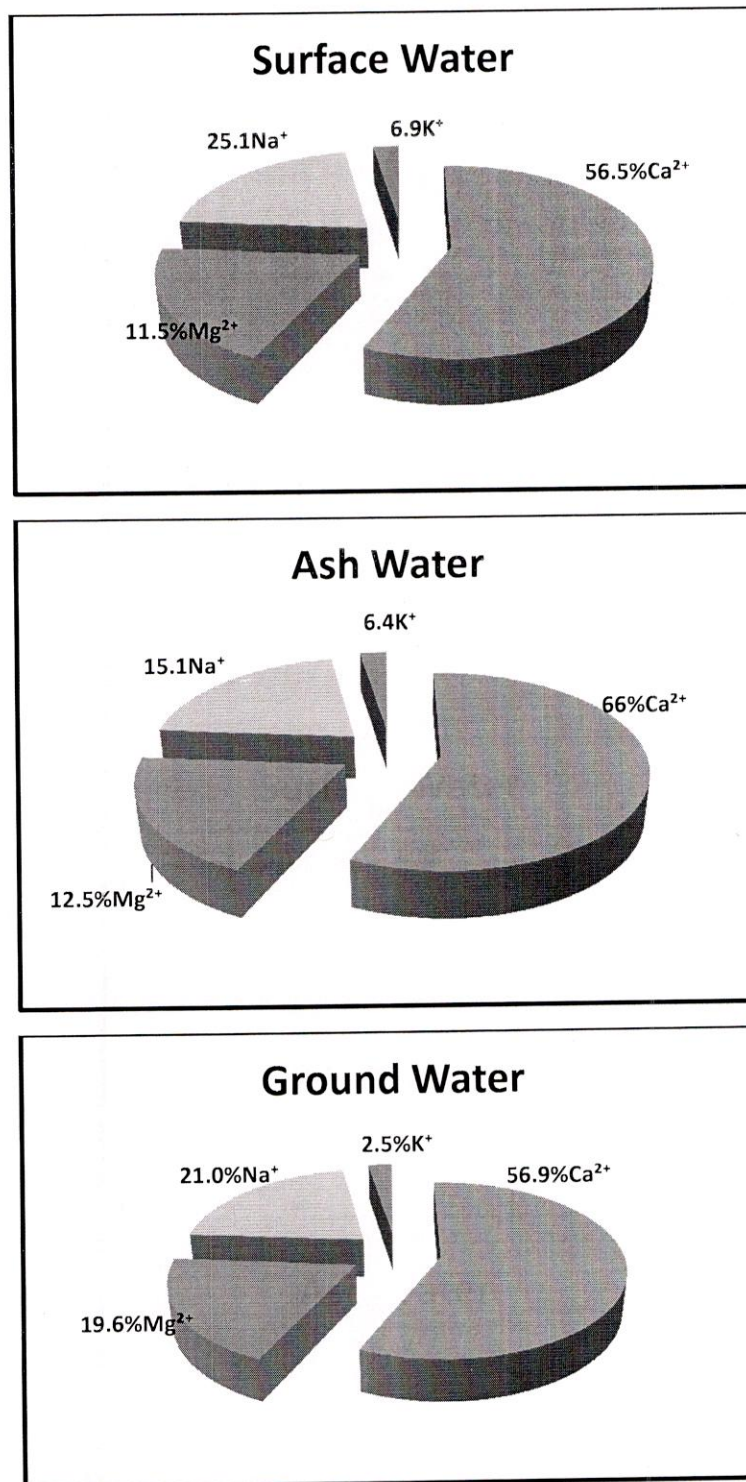 Surface Water
6.9K⁺
25.1Na⁺
56.5%Ca²⁺
11.5%Mg²⁺
Ash Water
6.4K⁺
15.1Na⁺
66%Ca²⁺
12.5%Mg²⁺
Ground Water
2.5%K⁺
21.0%Na⁺
56.9%Ca²⁺
19.6%Mg²⁺